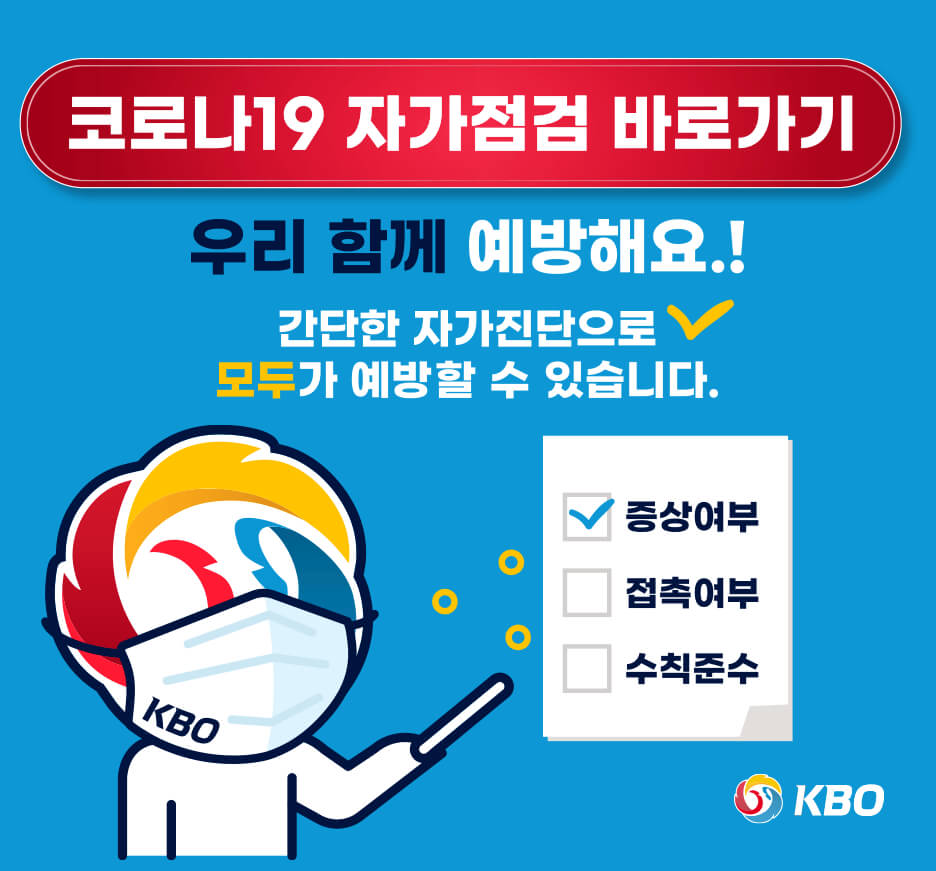 코로나19 자가점검 바로가기
우리 함께 예방해요.!
간단한 자가진단으로
모두가 예방할 수 있습니다.
증상여부
접촉여부
수칙준수
KBO
KBO